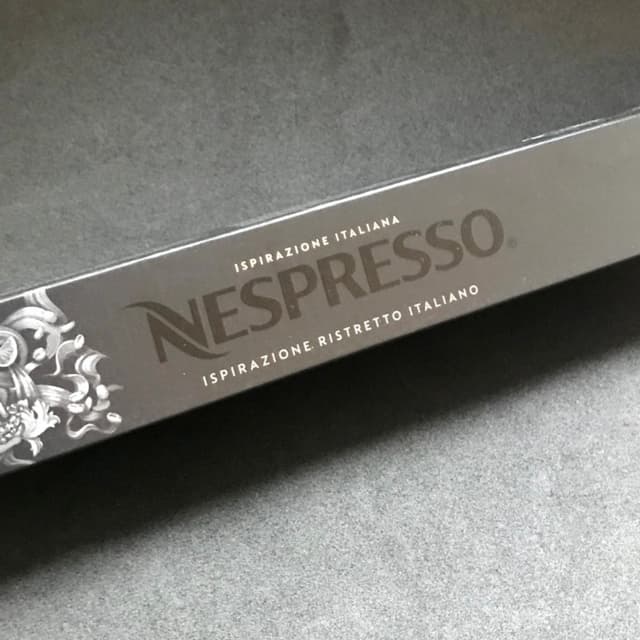 ISPIRAZIONE ITALIANA
NESPRESSO®
ISPIRAZIONE RISTRETTO ITALIANO